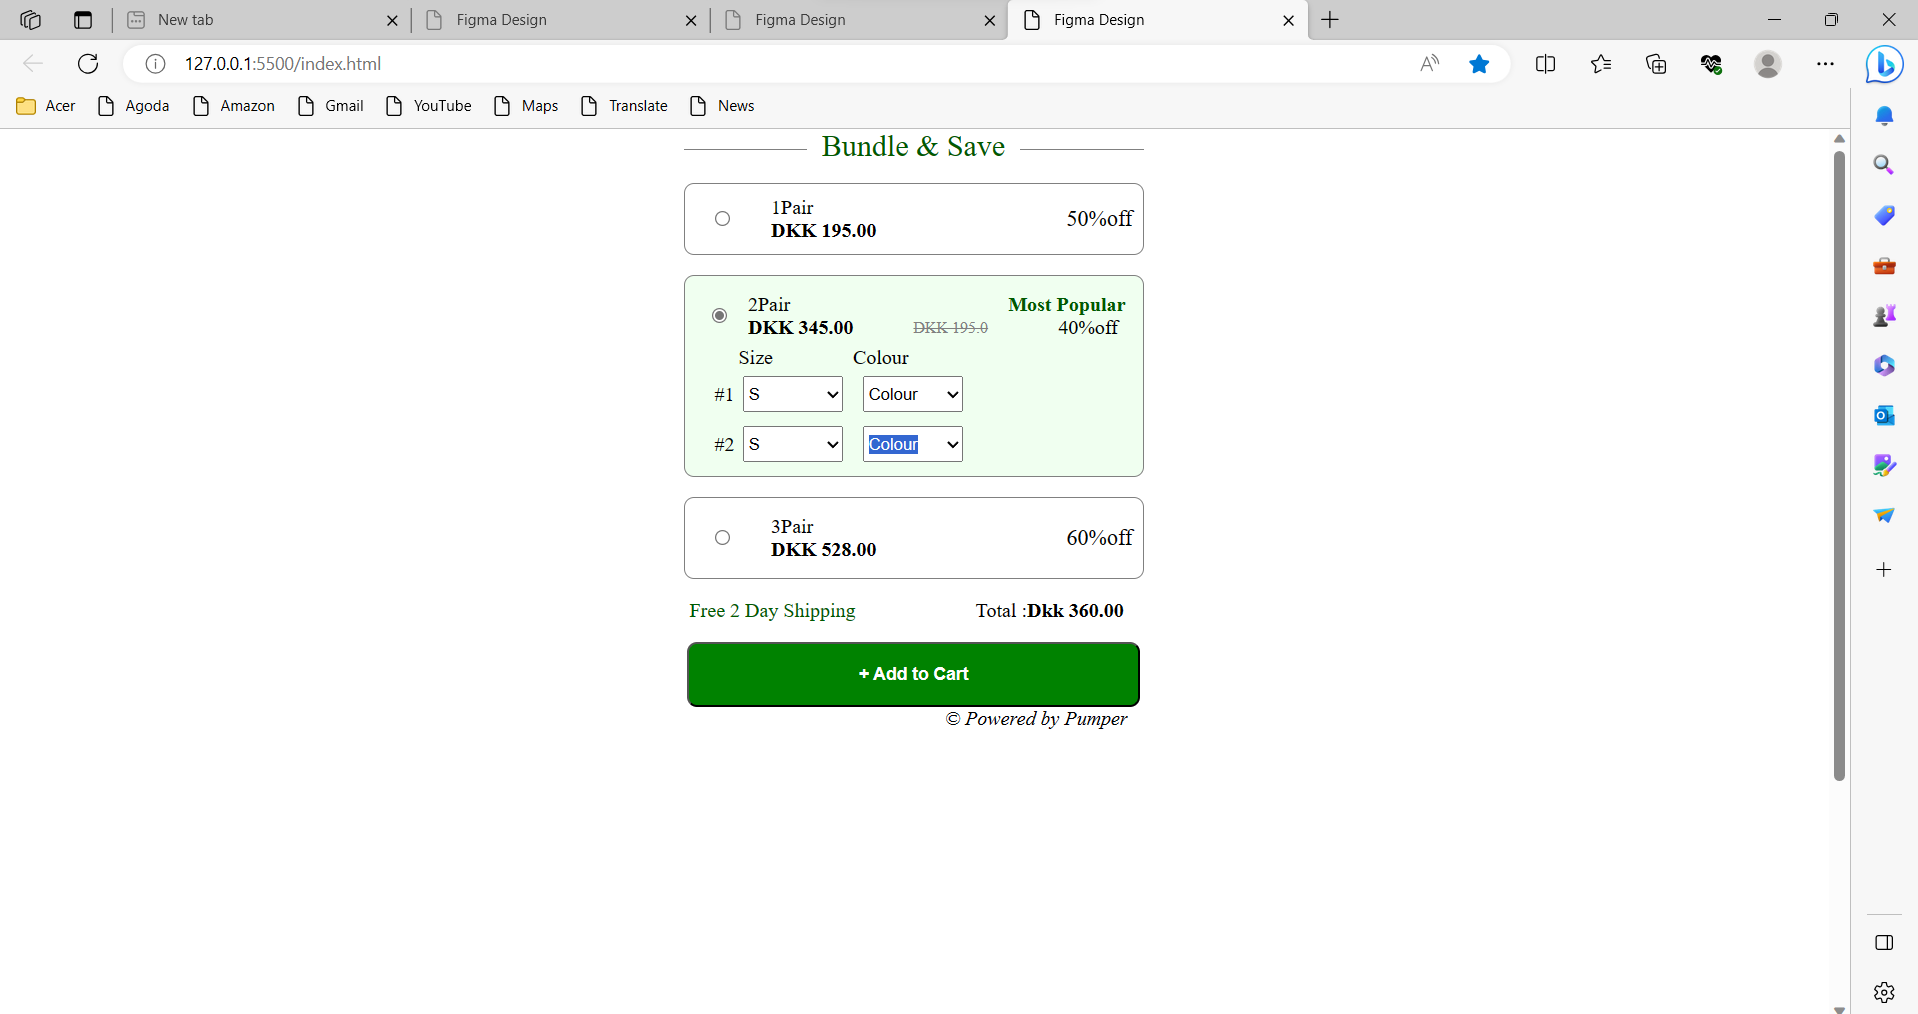 New tab
Figma Design
Figma Design
Figma Design
127.0.0.1:5500/index.html
Acer
Agoda
Amazon
Gmail
YouTube
Maps
Translate
News
Bundle & Save
1Pair
DKK 195.00
50%off
2Pair
Most Popular
DKK 345.00
DKK 195.0
40%off
Size
Colour
#1
S
Colour
#2
S
Colour
3Pair
DKK 528.00
60%off
Free 2 Day Shipping
Total :Dkk 360.00
+ Add to Cart
© Powered by Pumper